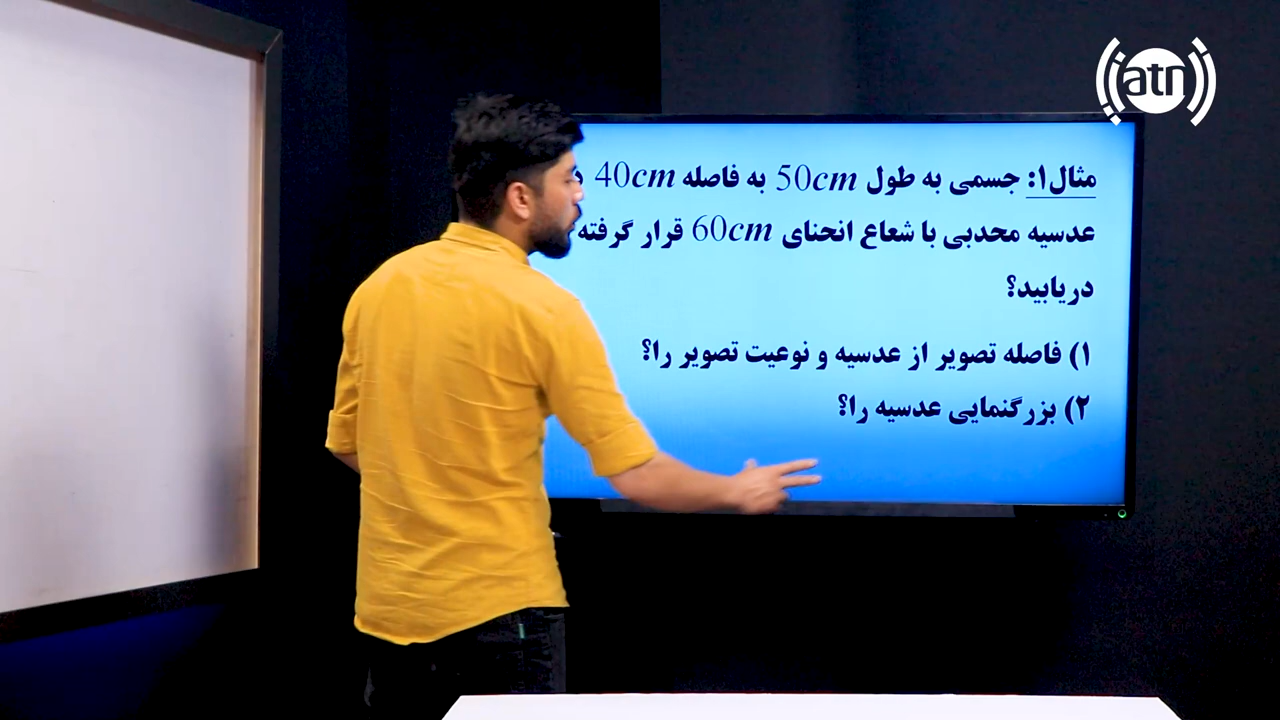 atn
مثال۱: جسمی به طول 50cm به فاصله 40cm
عدسیه محدبی با شعاع انحنای 60cm قرار گرفته
دریابید؟
۱) فاصله تصویر از عدسیه و نوعیت تصویر را؟
۲) بزرگنمایی عدسیه را؟